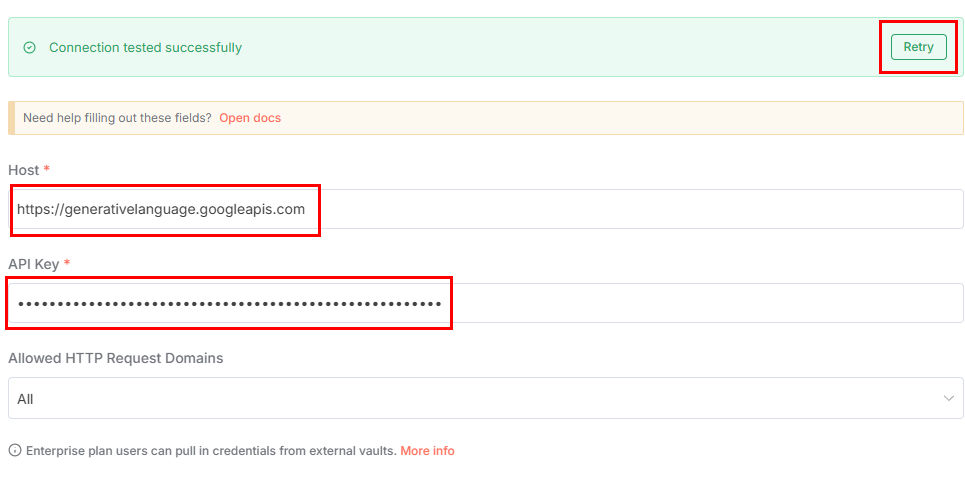 Connection tested successfully
Retry
Need help filling out these fields? Open docs
Host *
https://generativelanguage.googleapis.com
API Key *
••••••••••••••••••••••••••••••••••••••••••••••••••••••
Allowed HTTP Request Domains
All
Enterprise plan users can pull in credentials from external vaults. More info